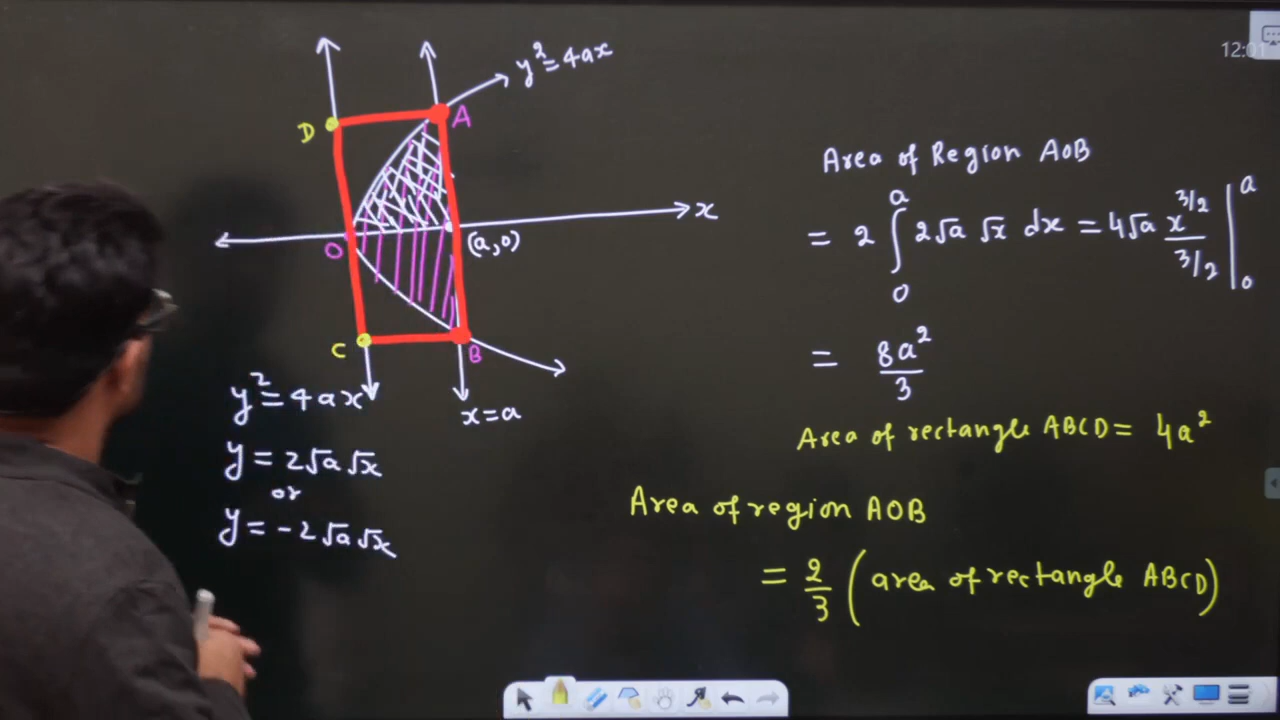 12:01
y² = 4ax
D
A
x
O
(a,0)
C
B
x=a
y² = 4ax
y = 2√a √x
or
y = -2√a √x
Area of Region AOB
= 2 ∫₀ᵃ 2√a √x dx = 4√a x^{3/2}/(3/2) |₀ᵃ
= 8a²/3
Area of rectangle ABCD = 4a²
Area of region AOB
= 2/3 (area of rectangle ABCD)